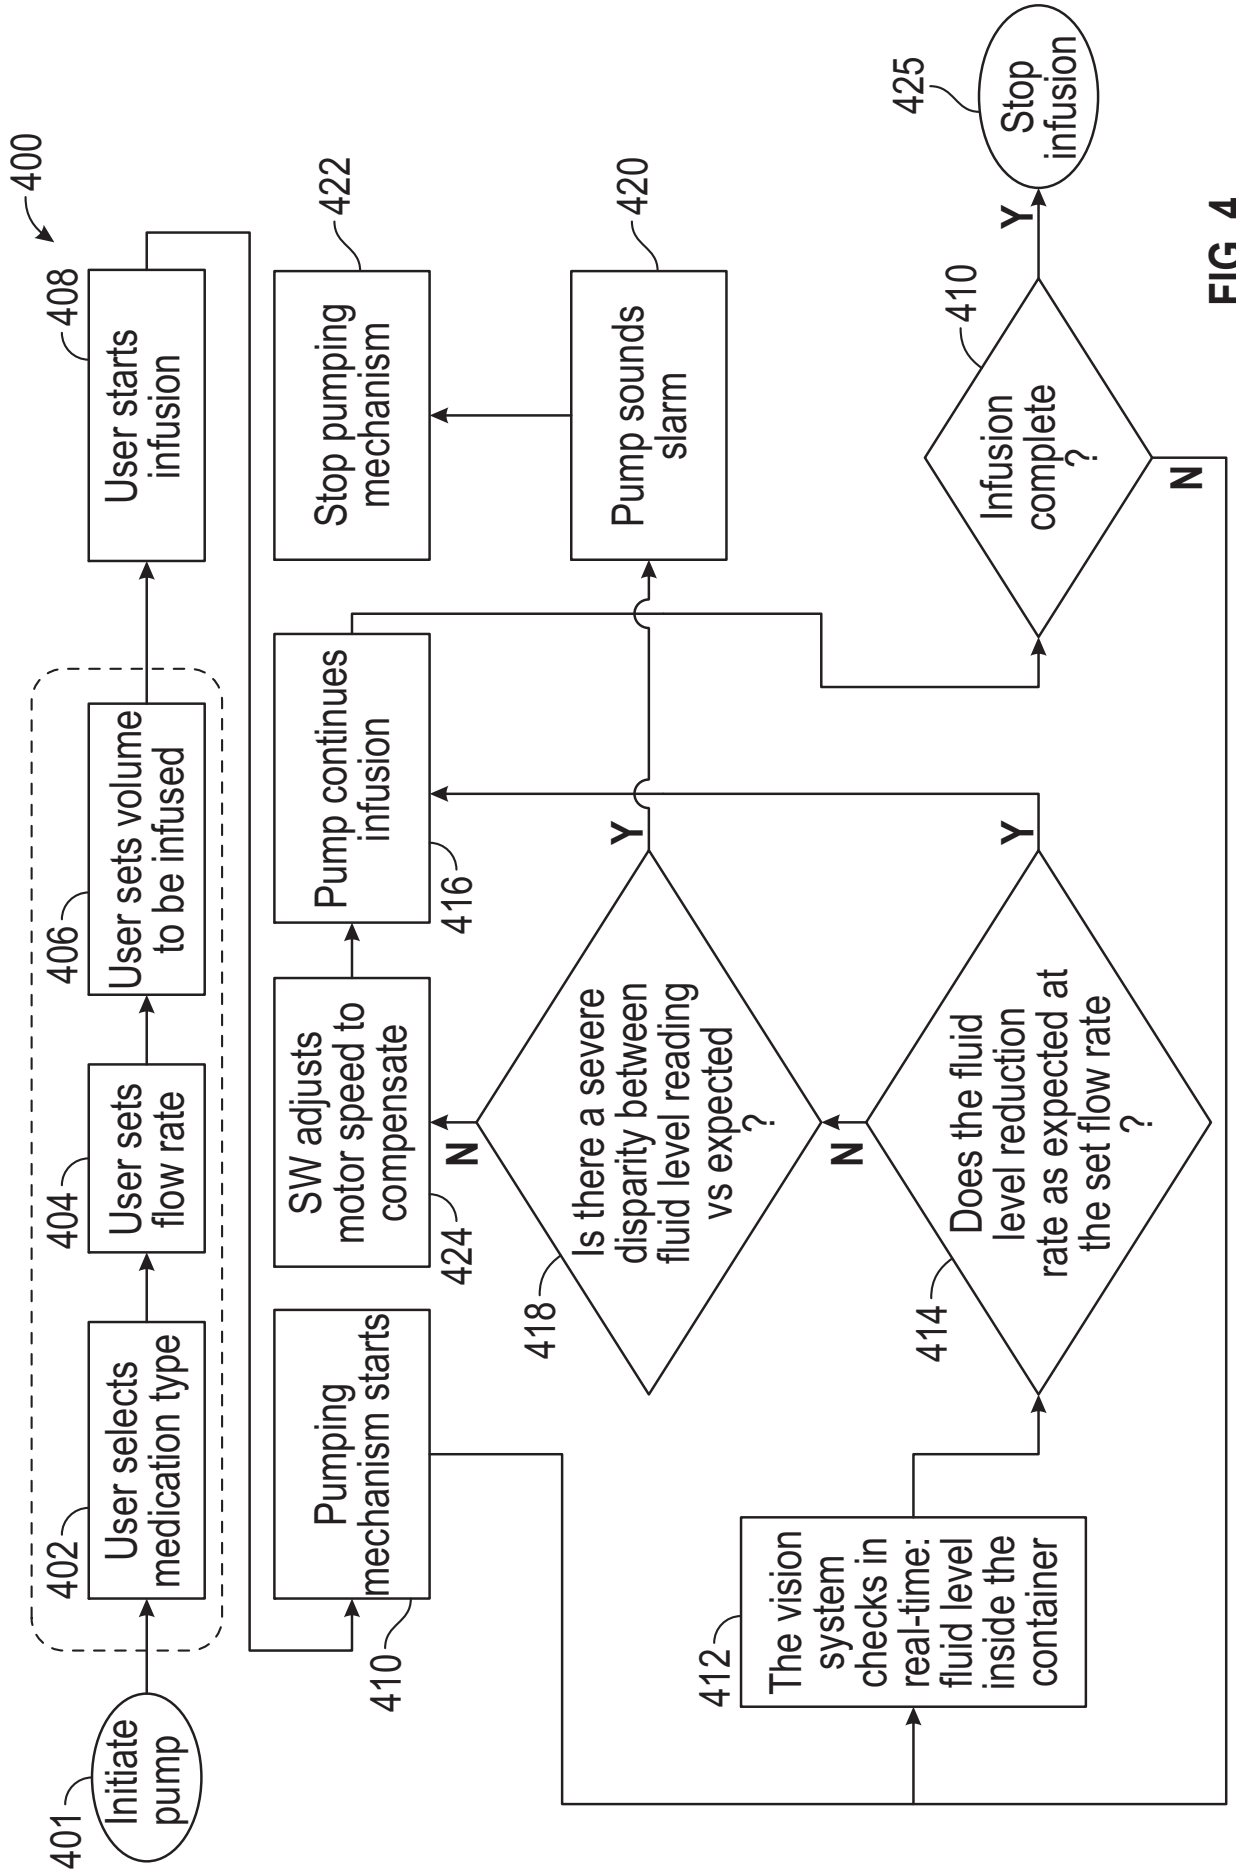 400
401
Initiate
pump
402
User selects
medication type
404
User sets
flow rate
406
User sets volume
to be infused
408
User starts
infusion
410
Pumping
mechanism starts
424
SW adjusts
motor speed to
compensate
416
Pump continues
infusion
422
Stop pumping
mechanism
418
Is there a severe
disparity between
fluid level reading
vs expected
?
N
Y
420
Pump sounds
slarm
412
The vision
system
checks in
real-time:
fluid level
inside the
container
414
Does the fluid
level reduction
rate as expected at
the set flow rate
?
N
Y
410
Infusion
complete
?
N
Y
425
Stop
infusion
FIG. 4